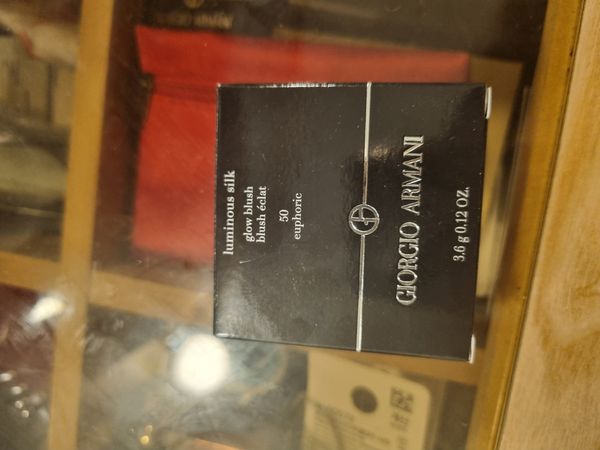 luminous silk
glow blush
blush éclat
50
euphoric
GIORGIO ARMANI
3.6 g 0.12 OZ.